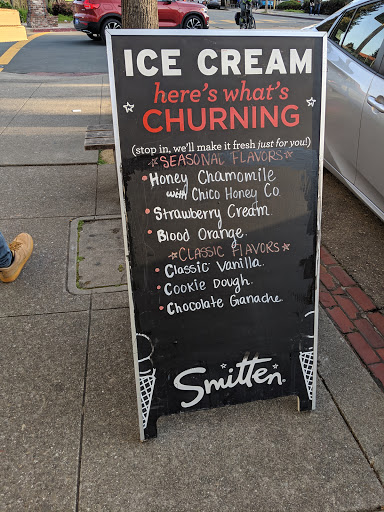 ICE CREAM
here's what's
CHURNING
(stop in, we'll make it fresh just for you!)
SEASONAL FLAVORS
Honey Chamomile
with Chico Honey Co
Strawberry Cream.
Blood Orange.
CLASSIC FLAVORS
Classic Vanilla.
Cookie Dough.
Chocolate Ganache.
Smitten